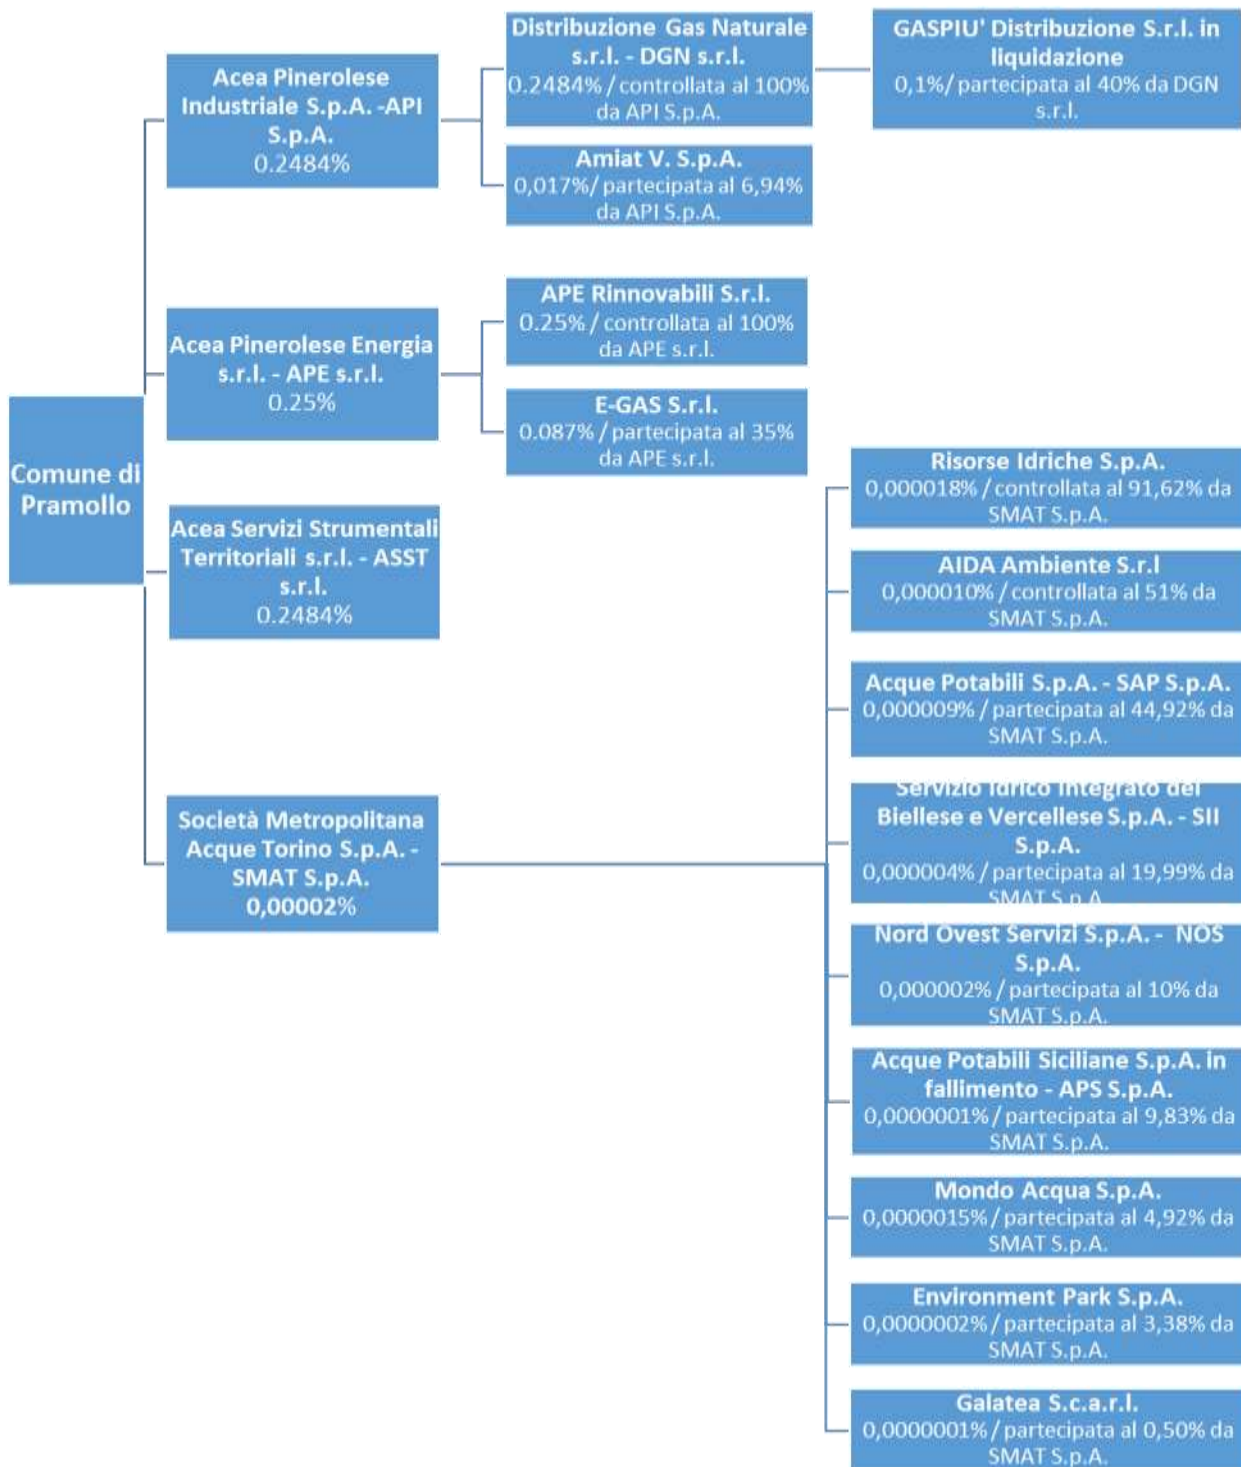 Comune di
Pramollo
Acea Pinerolese
Industriale S.p.A. -API
S.p.A.
0.2484%
Distribuzione Gas Naturale
s.r.l. - DGN s.r.l.
0.2484% / controllata al 100%
da API S.p.A.
GASPIU' Distribuzione S.r.l. in
liquidazione
0,1%/ partecipata al 40% da DGN
s.r.l.
Amiat V. S.p.A.
0,017%/ partecipata al 6,94%
da API S.p.A.
Acea Pinerolese Energia
s.r.l. - APE s.r.l.
0.25%
APE Rinnovabili S.r.l.
0.25% / controllata al 100%
da APE s.r.l.
E-GAS S.r.l.
0.087% / partecipata al 35%
da APE s.r.l.
Acea Servizi Strumentali
Territoriali s.r.l. - ASST
s.r.l.
0.2484%
Società Metropolitana
Acque Torino S.p.A. -
SMAT S.p.A.
0,00002%
Risorse Idriche S.p.A.
0,000018% / controllata al 91,62% da
SMAT S.p.A.
AIDA Ambiente S.r.l
0,000010% / controllata al 51% da
SMAT S.p.A.
Acque Potabili S.p.A. - SAP S.p.A.
0,000009% / partecipata al 44,92% da
SMAT S.p.A.
Servizio Idrico Integrato del
Biellese e Vercellese S.p.A. - SII
S.p.A.
0,000004% / partecipata al 19,99% da
SMAT S.p.A.
Nord Ovest Servizi S.p.A. - NOS
S.p.A.
0,000002% / partecipata al 10% da
SMAT S.p.A.
Acque Potabili Siciliane S.p.A. in
fallimento - APS S.p.A.
0,0000001% / partecipata al 9,83% da
SMAT S.p.A.
Mondo Acqua S.p.A.
0,0000015% / partecipata al 4,92% da
SMAT S.p.A.
Environment Park S.p.A.
0,0000002% / partecipata al 3,38% da
SMAT S.p.A.
Galatea S.c.a.r.l.
0,0000001% / partecipata al 0,50% da
SMAT S.p.A.